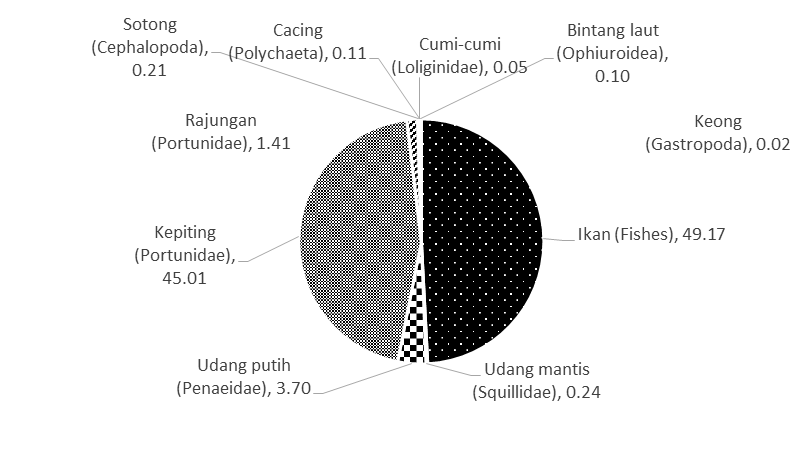 Sotong
(Cephalopoda),
0.21
Cacing
(Polychaeta), 0.11
Cumi-cumi
(Loliginidae), 0.05
Bintang laut
(Ophiuroidea),
0.10
Rajungan
(Portunidae), 1.41
Keong
(Gastropoda), 0.02
Kepiting
(Portunidae),
45.01
Ikan (Fishes), 49.17
Udang putih
(Penaeidae), 3.70
Udang mantis
(Squillidae), 0.24